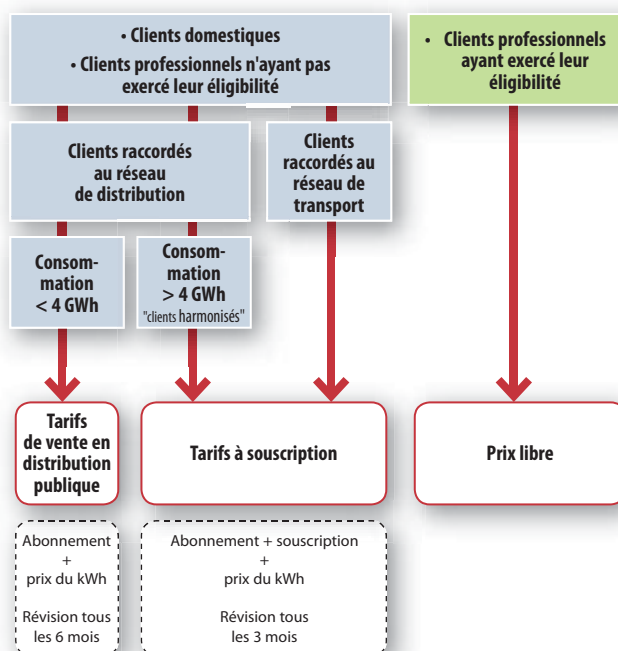 • Clients domestiques
• Clients professionnels n'ayant pas
exercé leur éligibilité
• Clients professionnels
ayant exercé leur
éligibilité
Clients raccordés
au réseau
de distribution
Clients
raccordés au
réseau de
transport
Consom-
mation
< 4 GWh
Consom-
mation
> 4 GWh
"clients harmonisés"
Tarifs
de vente en
distribution
publique
Tarifs à souscription
Prix libre
Abonnement
+
prix du kWh
Révision tous
les 6 mois
Abonnement + souscription
+
prix du kWh
Révision tous
les 3 mois